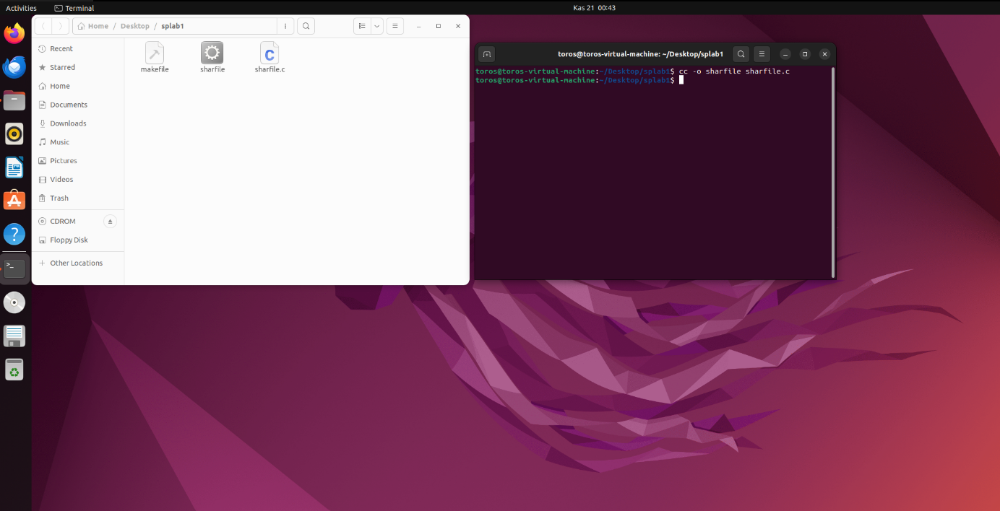 Activities
Terminal
Kas 21 00:43
Home / Desktop / splab1
Recent
Starred
Home
Documents
Downloads
Music
Pictures
Videos
Trash
CDROM
Floppy Disk
Other Locations
makefile
sharfile
sharfile.c
toros@toros-virtual-machine: ~/Desktop/splab1
toros@toros-virtual-machine:~/Desktop/splab1$ cc -o sharfile sharfile.c
toros@toros-virtual-machine:~/Desktop/splab1$